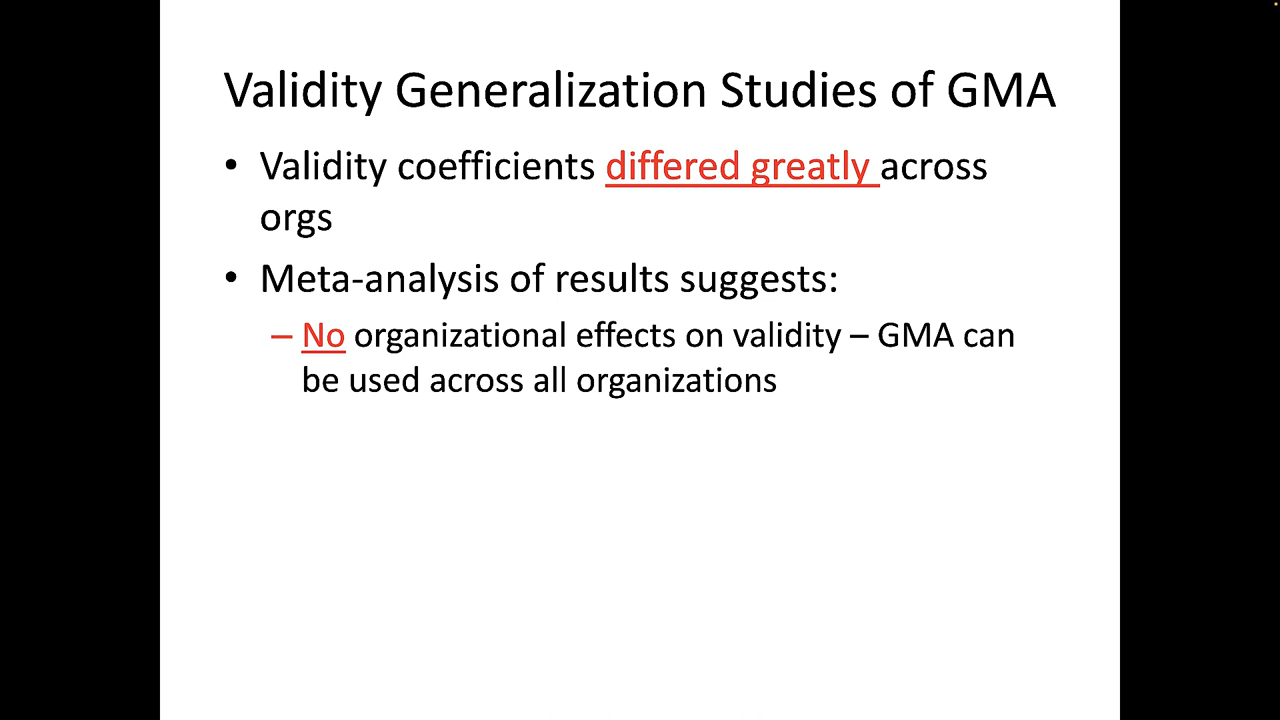 Validity Generalization Studies of GMA
• Validity coefficients differed greatly across
orgs
• Meta-analysis of results suggests:
– No organizational effects on validity – GMA can
be used across all organizations